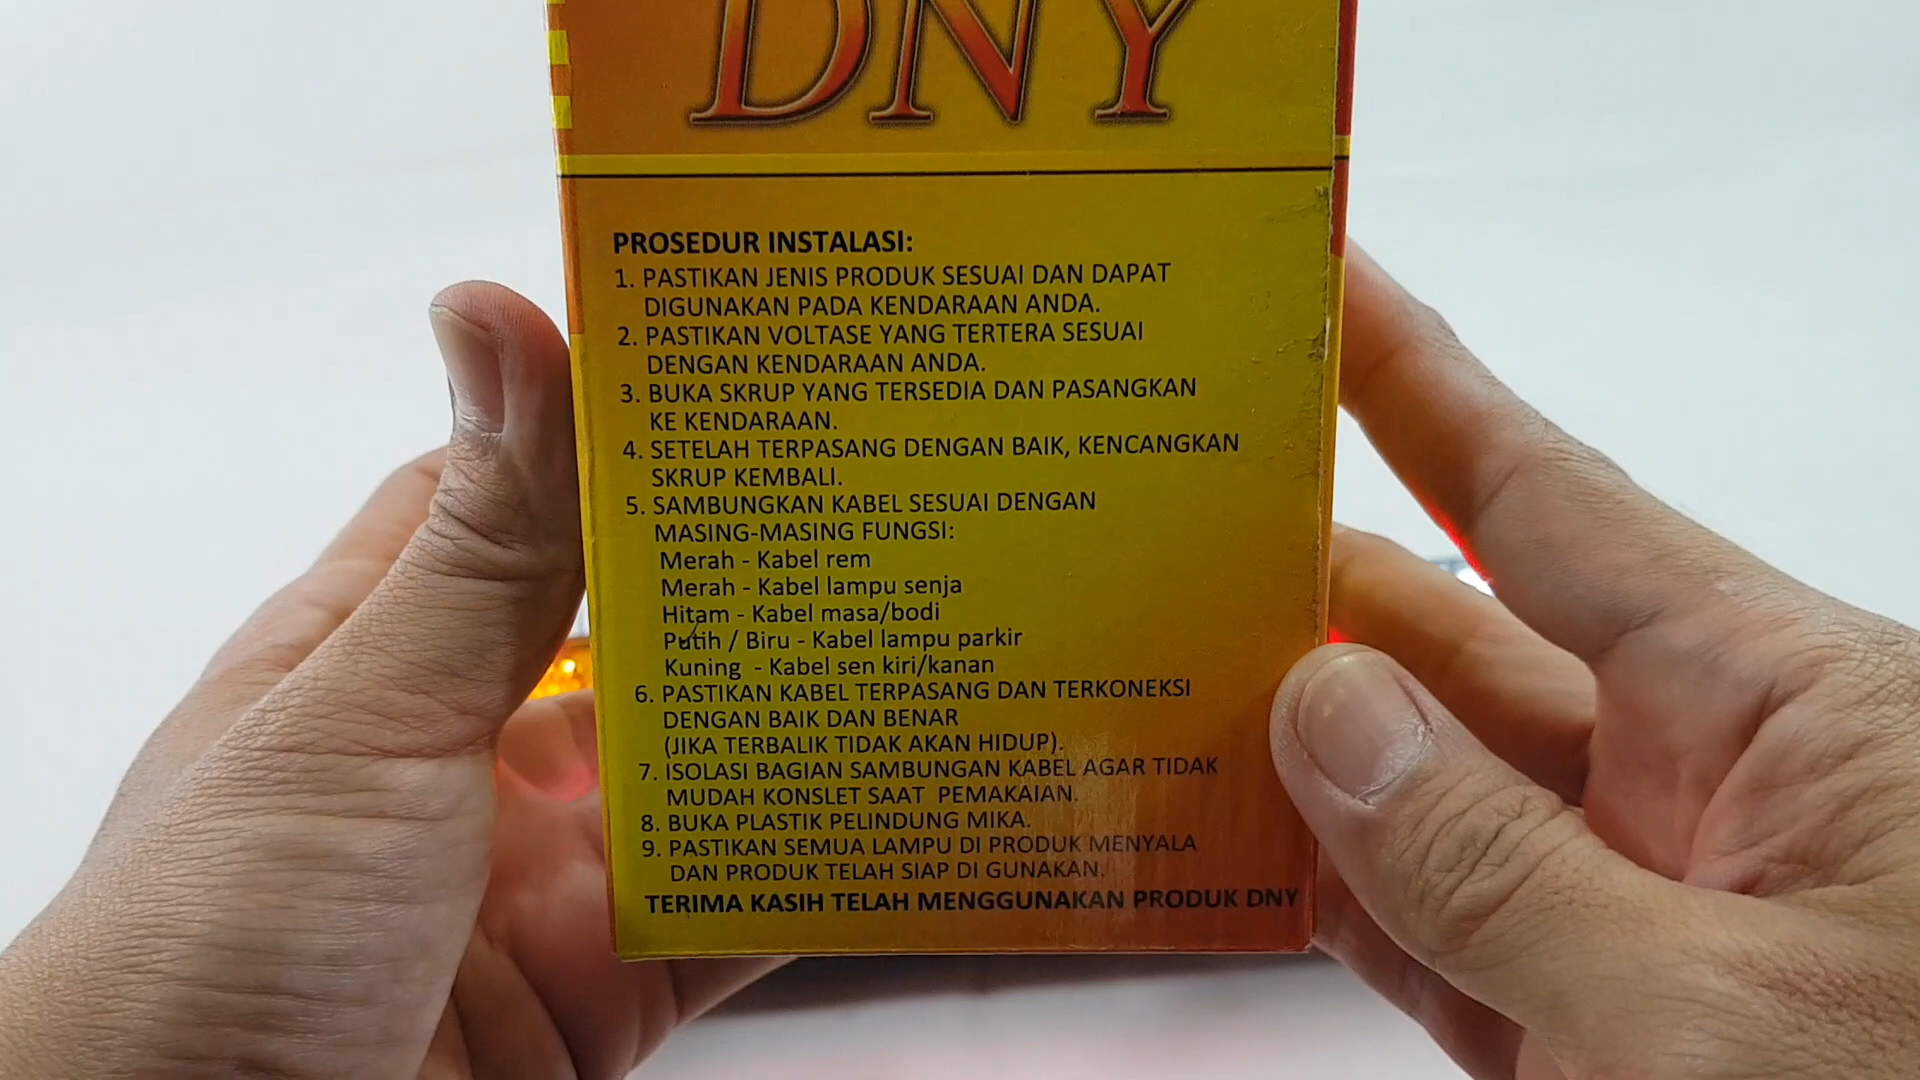 DNY
PROSEDUR INSTALASI:
1. PASTIKAN JENIS PRODUK SESUAI DAN DAPAT
DIGUNAKAN PADA KENDARAAN ANDA.
2. PASTIKAN VOLTASE YANG TERTERA SESUAI
DENGAN KENDARAAN ANDA.
3. BUKA SKRUP YANG TERSEDIA DAN PASANGKAN
KE KENDARAAN.
4. SETELAH TERPASANG DENGAN BAIK, KENCANGKAN
SKRUP KEMBALI.
5. SAMBUNGKAN KABEL SESUAI DENGAN
MASING-MASING FUNGSI:
Merah - Kabel rem
Merah - Kabel lampu senja
Hitam - Kabel masa/bodi
Putih / Biru - Kabel lampu parkir
Kuning - Kabel sen kiri/kanan
6. PASTIKAN KABEL TERPASANG DAN TERKONEKSI
DENGAN BAIK DAN BENAR
(JIKA TERBALIK TIDAK AKAN HIDUP).
7. ISOLASI BAGIAN SAMBUNGAN KABEL AGAR TIDAK
MUDAH KONSLET SAAT PEMAKAIAN.
8. BUKA PLASTIK PELINDUNG MIKA.
9. PASTIKAN SEMUA LAMPU DI PRODUK MENYALA
DAN PRODUK TELAH SIAP DI GUNAKAN.
TERIMA KASIH TELAH MENGGUNAKAN PRODUK DNY